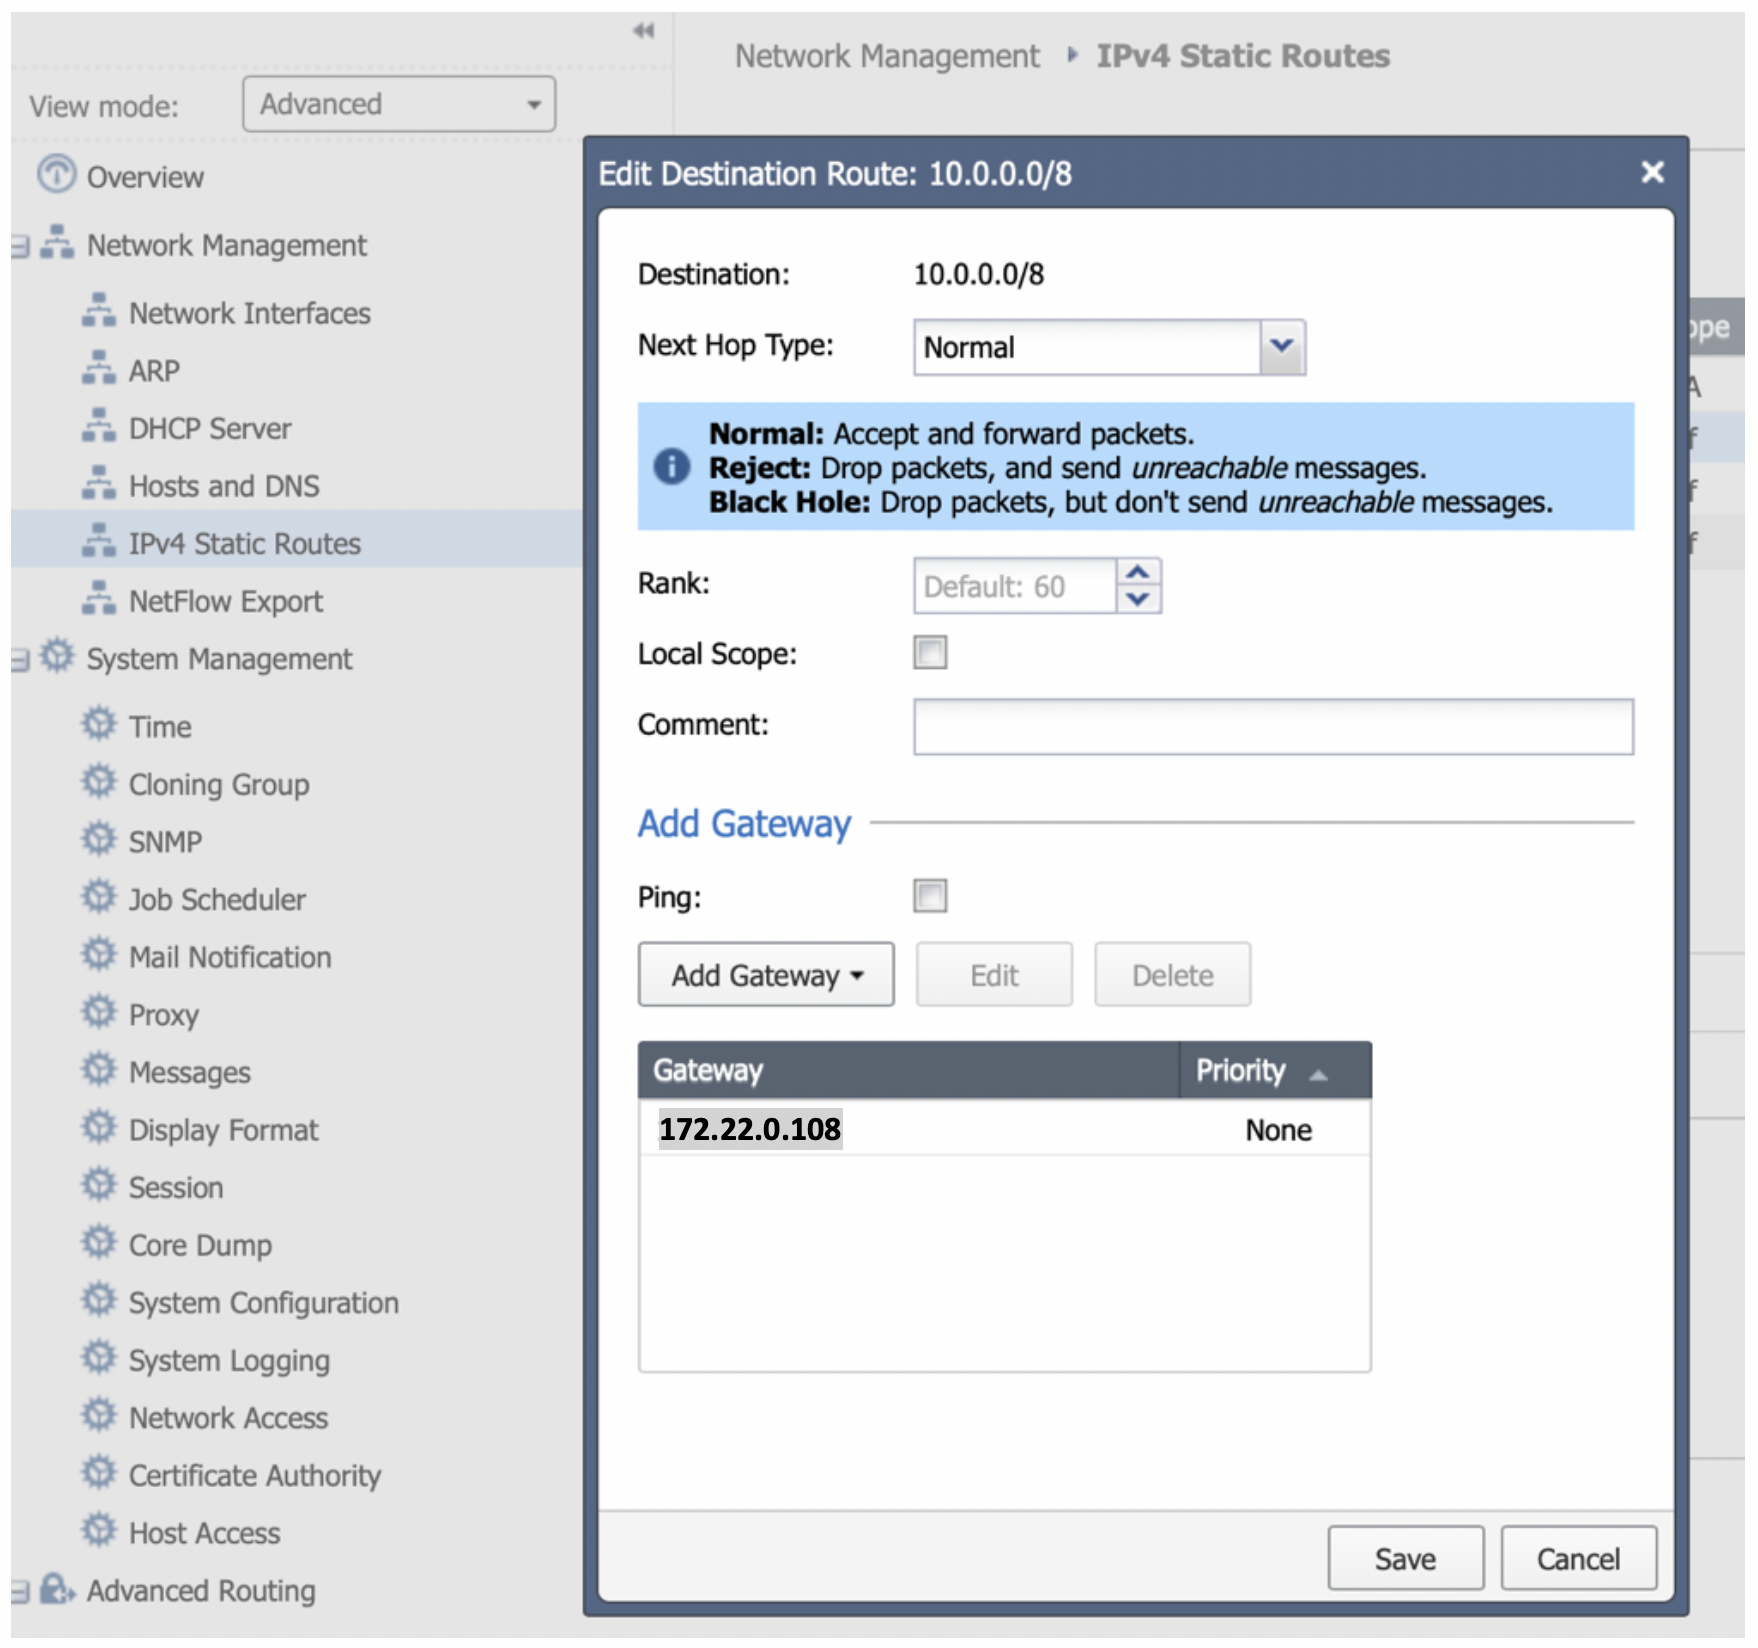 Network Management IPv4 Static Routes
View mode: Advanced
Overview
Network Management
Network Interfaces
ARP
DHCP Server
Hosts and DNS
IPv4 Static Routes
NetFlow Export
System Management
Time
Cloning Group
SNMP
Job Scheduler
Mail Notification
Proxy
Messages
Display Format
Session
Core Dump
System Configuration
System Logging
Network Access
Certificate Authority
Host Access
Advanced Routing
Edit Destination Route: 10.0.0.0/8
Destination: 10.0.0.0/8
Next Hop Type: Normal
Normal: Accept and forward packets.
Reject: Drop packets, and send unreachable messages.
Black Hole: Drop packets, but don't send unreachable messages.
Rank: Default: 60
Local Scope:
Comment:
Add Gateway
Ping:
Add Gateway Edit Delete
Gateway Priority
172.22.0.108 None
Save Cancel